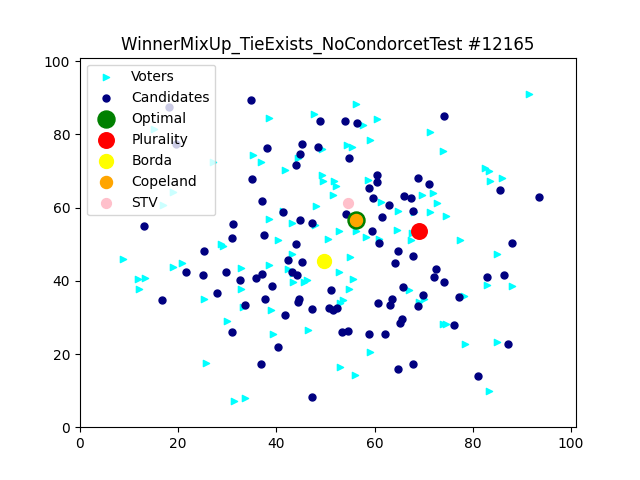 WinnerMixUp_TieExists_NoCondorcetTest #12165
100
80
60
40
20
0
0 20 40 60 80 100
Voters
Candidates
Optimal
Plurality
Borda
Copeland
STV